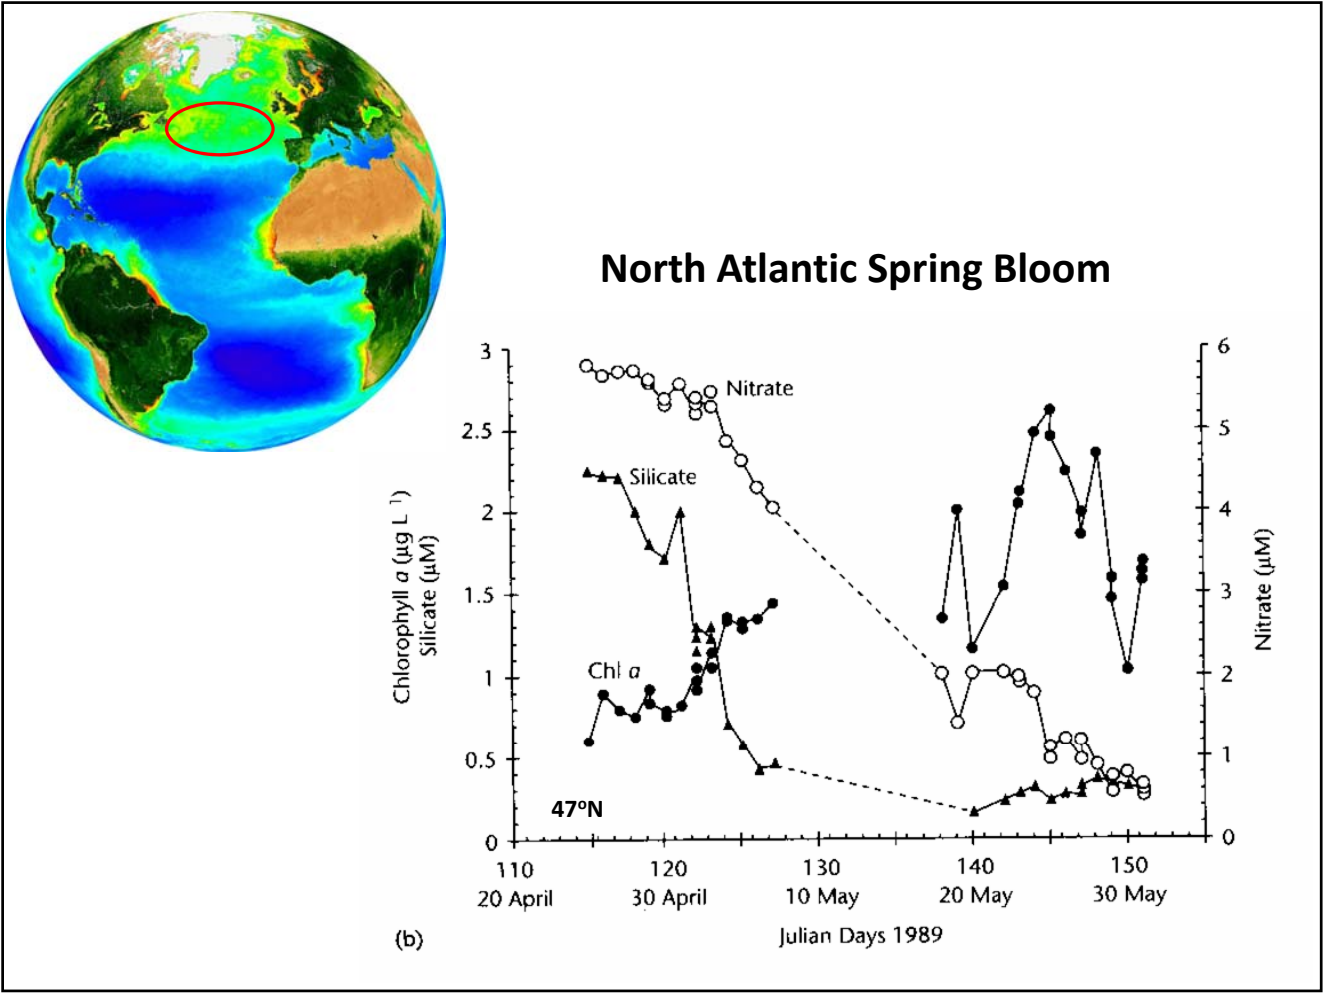 North Atlantic Spring Bloom
3
2.5
2
1.5
1
0.5
0
Chlorophyll a (μg L⁻¹)
Silicate (μM)
Nitrate
Silicate
Chl a
47ºN
6
5
4
3
2
1
0
Nitrate (μM)
110 120 130 140 150
20 April 30 April 10 May 20 May 30 May
Julian Days 1989
(b)